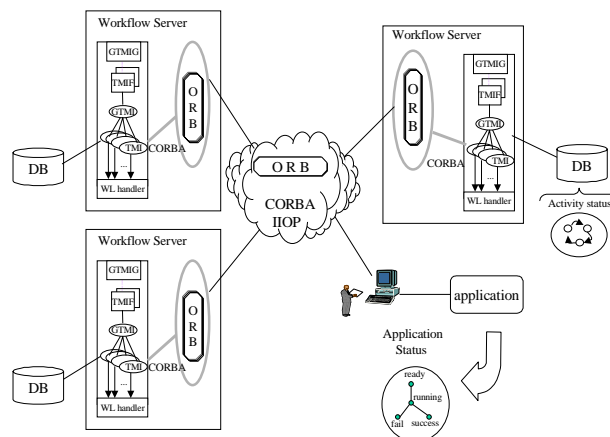 Workflow Server
GTMIG
TMIF
GTMI
TMI
CORBA
...
WL handler
O
R
B
DB
Workflow Server
GTMIG
TMIF
GTMI
TMI
CORBA
...
WL handler
O
R
B
DB
Activity status
O R B
CORBA
IIOP
Workflow Server
GTMIG
TMIF
GTMI
TMI
CORBA
...
WL handler
O
R
B
DB
application
Application
Status
ready
running
fail
success